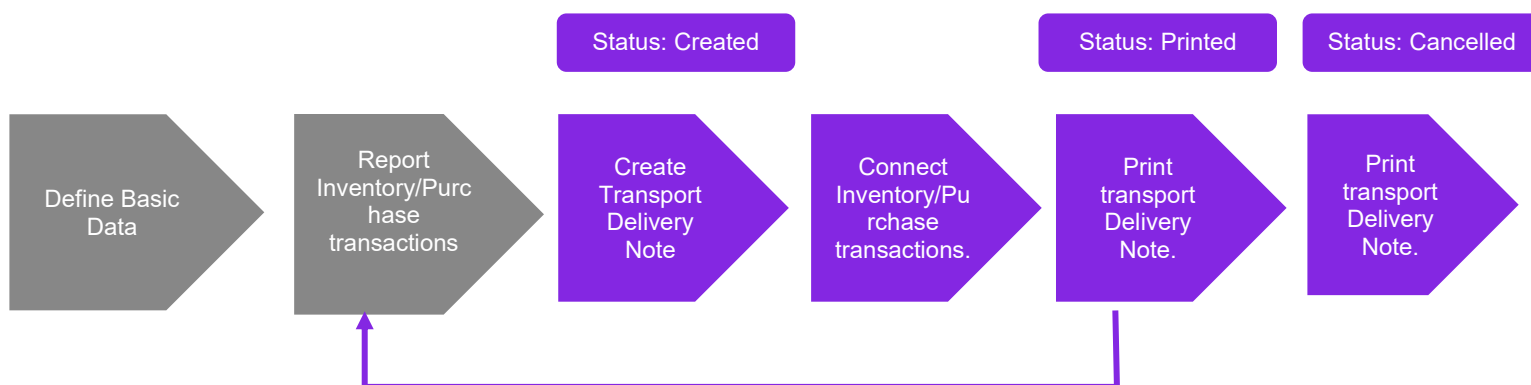 Status: Created
Status: Printed
Status: Cancelled
Define Basic
Data
Report
Inventory/Purc
hase
transactions
Create
Transport
Delivery
Note
Connect
Inventory/Pu
rchase
transactions.
Print
transport
Delivery
Note.
Print
transport
Delivery
Note.